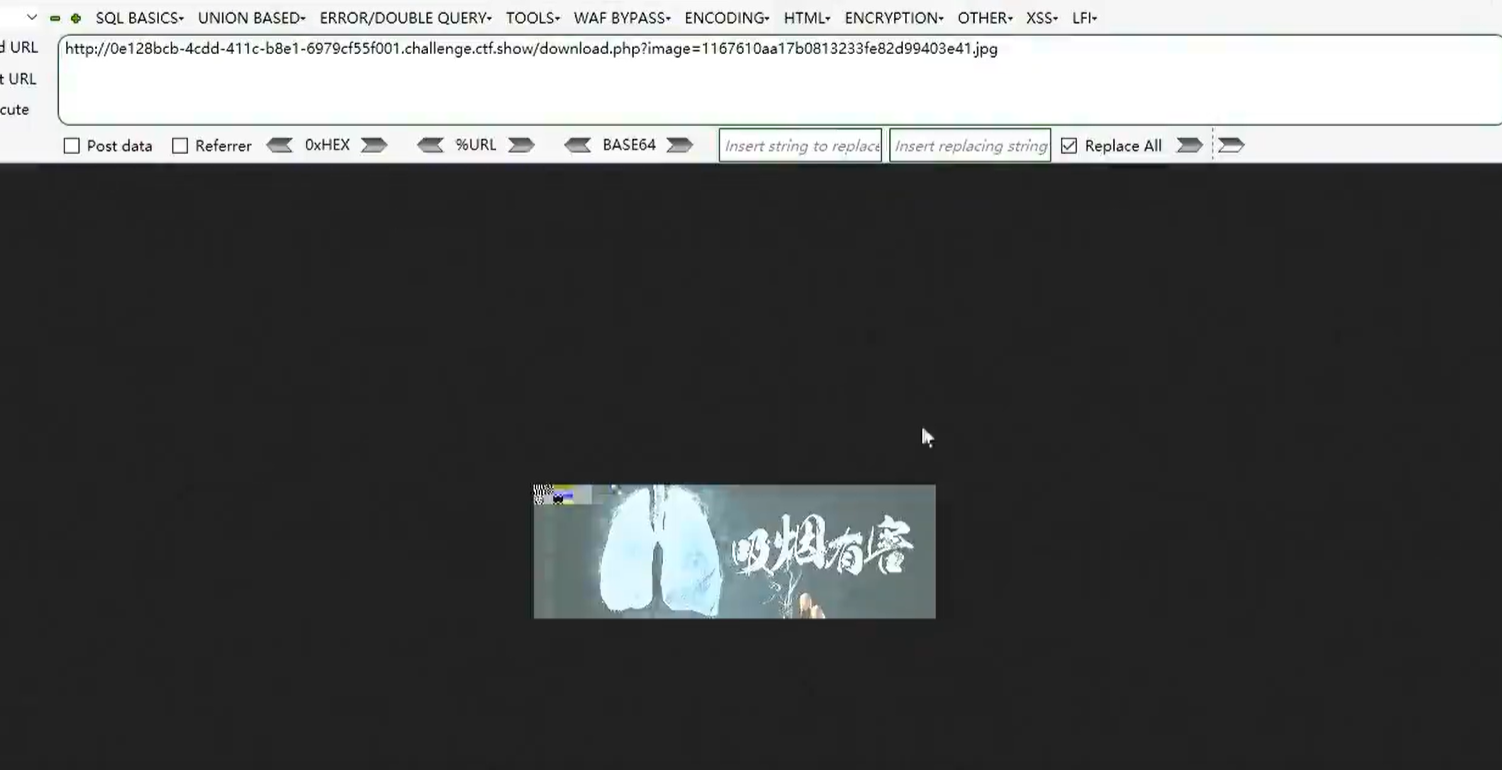 SQL BASICS UNION BASED ERROR/DOUBLE QUERY TOOLS WAF BYPASS ENCODING HTML ENCRYPTION OTHER XSS LFI
d URL
http://0e128bcb-4cdd-411c-b8e1-6979cf55f001.challenge.ctf.show/download.php?image=1167610aa17b0813233fe82d99403e41.jpg
t URL
cute
Post data Referrer 0xHEX %URL BASE64 Insert string to replace Insert replacing string Replace All
吸烟有害